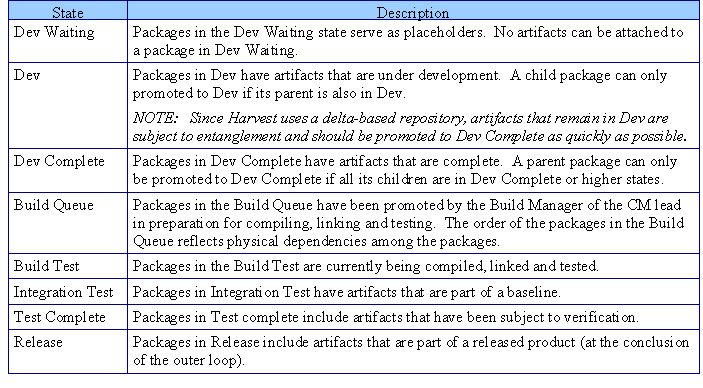 State Description
Dev Waiting Packages in the Dev Waiting state serve as placeholders. No artifacts can be attached to
a package in Dev Waiting.
Dev Packages in Dev have artifacts that are under development. A child package can only
promoted to Dev if its parent is also in Dev.
NOTE: Since Harvest uses a delta-based repository, artifacts that remain in Dev are
subject to entanglement and should be promoted to Dev Complete as quickly as possible.
Dev Complete Packages in Dev Complete have artifacts that are complete. A parent package can only
be promoted to Dev Complete if all its children are in Dev Complete or higher states.
Build Queue Packages in the Build Queue have been promoted by the Build Manager of the CM lead
in preparation for compiling, linking and testing. The order of the packages in the Build
Queue reflects physical dependencies among the packages.
Build Test Packages in the Build Test are currently being compiled, linked and tested.
Integration Test Packages in Integration Test have artifacts that are part of a baseline.
Test Complete Packages in Test complete include artifacts that have been subject to verification.
Release Packages in Release include artifacts that are part of a released product (at the conclusion
of the outer loop).